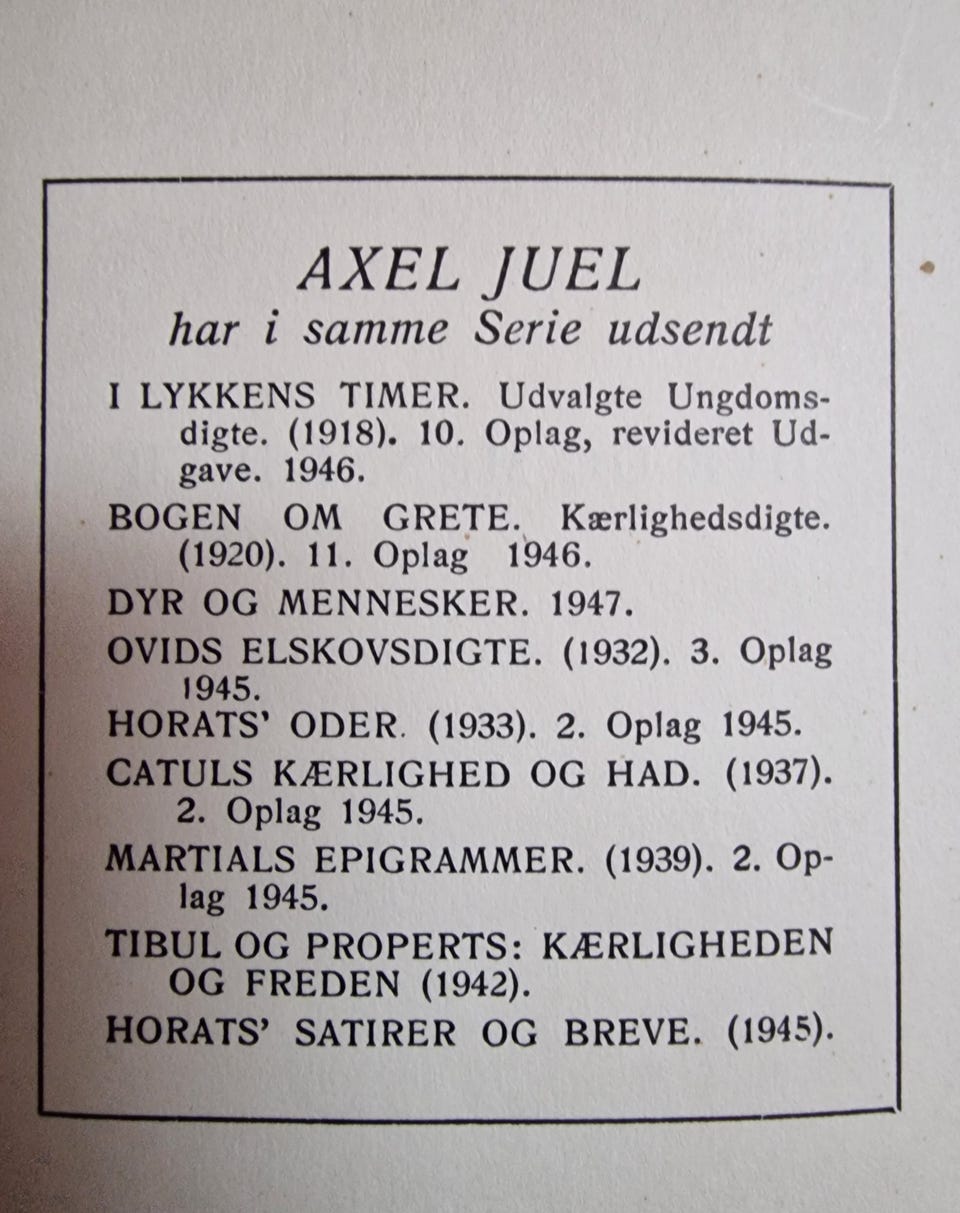 AXEL JUEL
har i samme Serie udsendt
I LYKKENS TIMER. Udvalgte Ungdoms-
digte. (1918). 10. Oplag, revideret Ud-
gave. 1946.
BOGEN OM GRETE. Kærlighedsdigte.
(1920). 11. Oplag 1946.
DYR OG MENNESKER. 1947.
OVIDS ELSKOVSDIGTE. (1932). 3. Oplag
1945.
HORATS' ODER. (1933). 2. Oplag 1945.
CATULS KÆRLIGHED OG HAD. (1937).
2. Oplag 1945.
MARTIALS EPIGRAMMER. (1939). 2. Op-
lag 1945.
TIBUL OG PROPERTS: KÆRLIGHEDEN
OG FREDEN (1942).
HORATS' SATIRER OG BREVE. (1945).